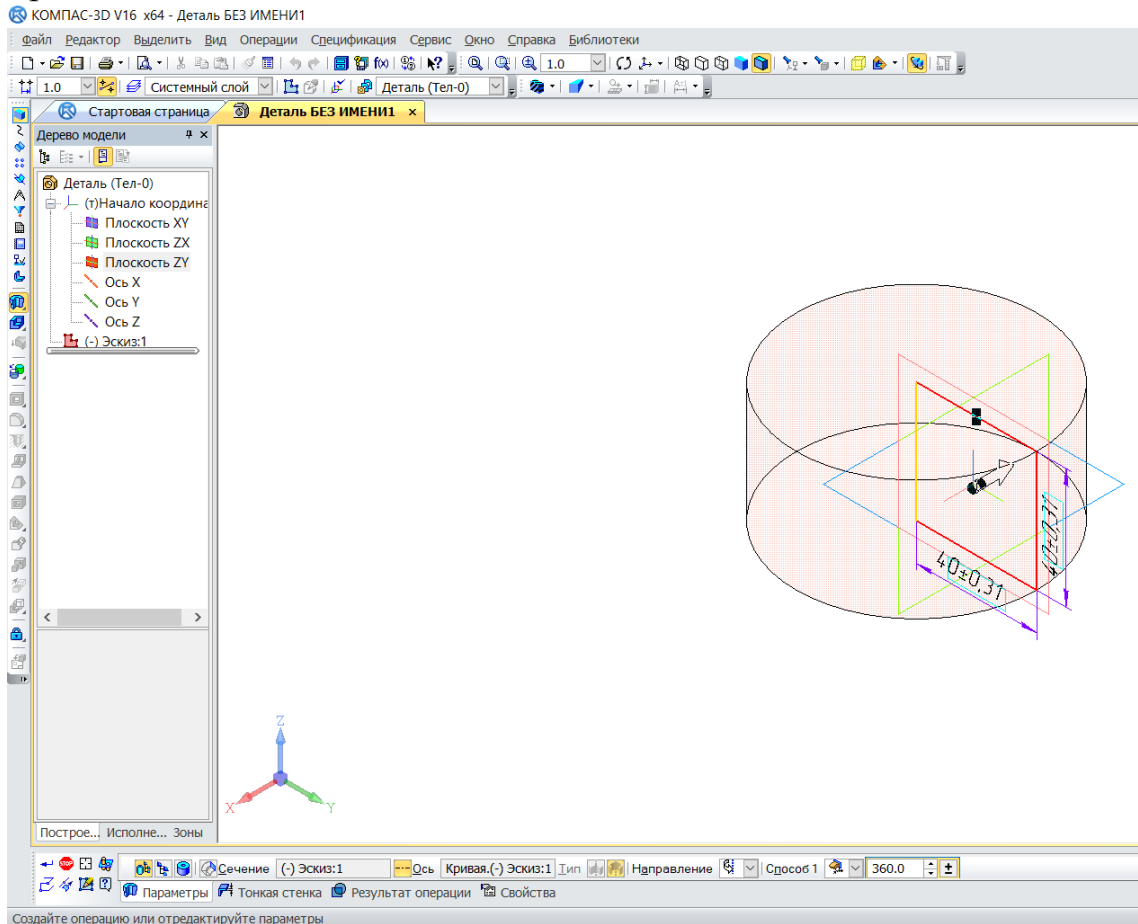 КОМПАС-3D V16 x64 - Деталь БЕЗ ИМЕНИ1
Файл Редактор Выделить Вид Операции Спецификация Сервис Окно Справка Библиотеки
1.0
1.0 Системный слой Деталь (Тел-0)
Стартовая страница Деталь БЕЗ ИМЕНИ1
Дерево модели
Деталь (Тел-0)
(т)Начало координа
Плоскость XY
Плоскость ZX
Плоскость ZY
Ось X
Ось Y
Ось Z
(-) Эскиз:1
40±0,31
Z
X
Y
Построе... Исполне... Зоны
STOP Сечение (-) Эскиз:1 Ось Кривая.(-) Эскиз:1 Тип Направление Способ 1 360.0
Параметры Тонкая стенка Результат операции Свойства
Создайте операцию или отредактируйте параметры